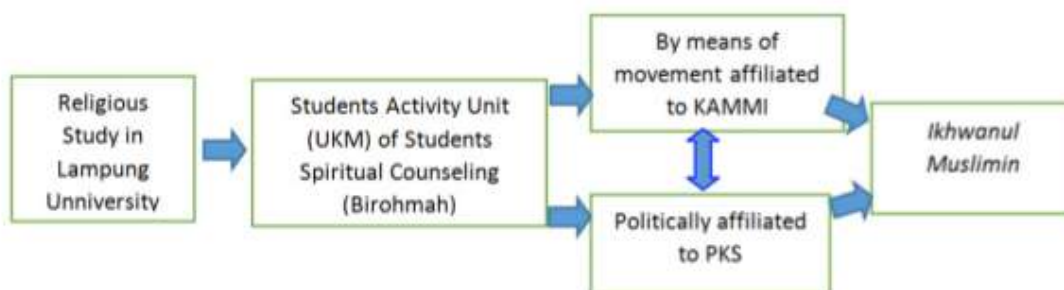 Religious
Study in
Lampung
Unniversity
Students Activity Unit
(UKM) of Students
Spiritual Counseling
(Birohmah)
By means of
movement affiliated
to KAMMI
Politically affiliated
to PKS
Ikhwanul
Muslimin